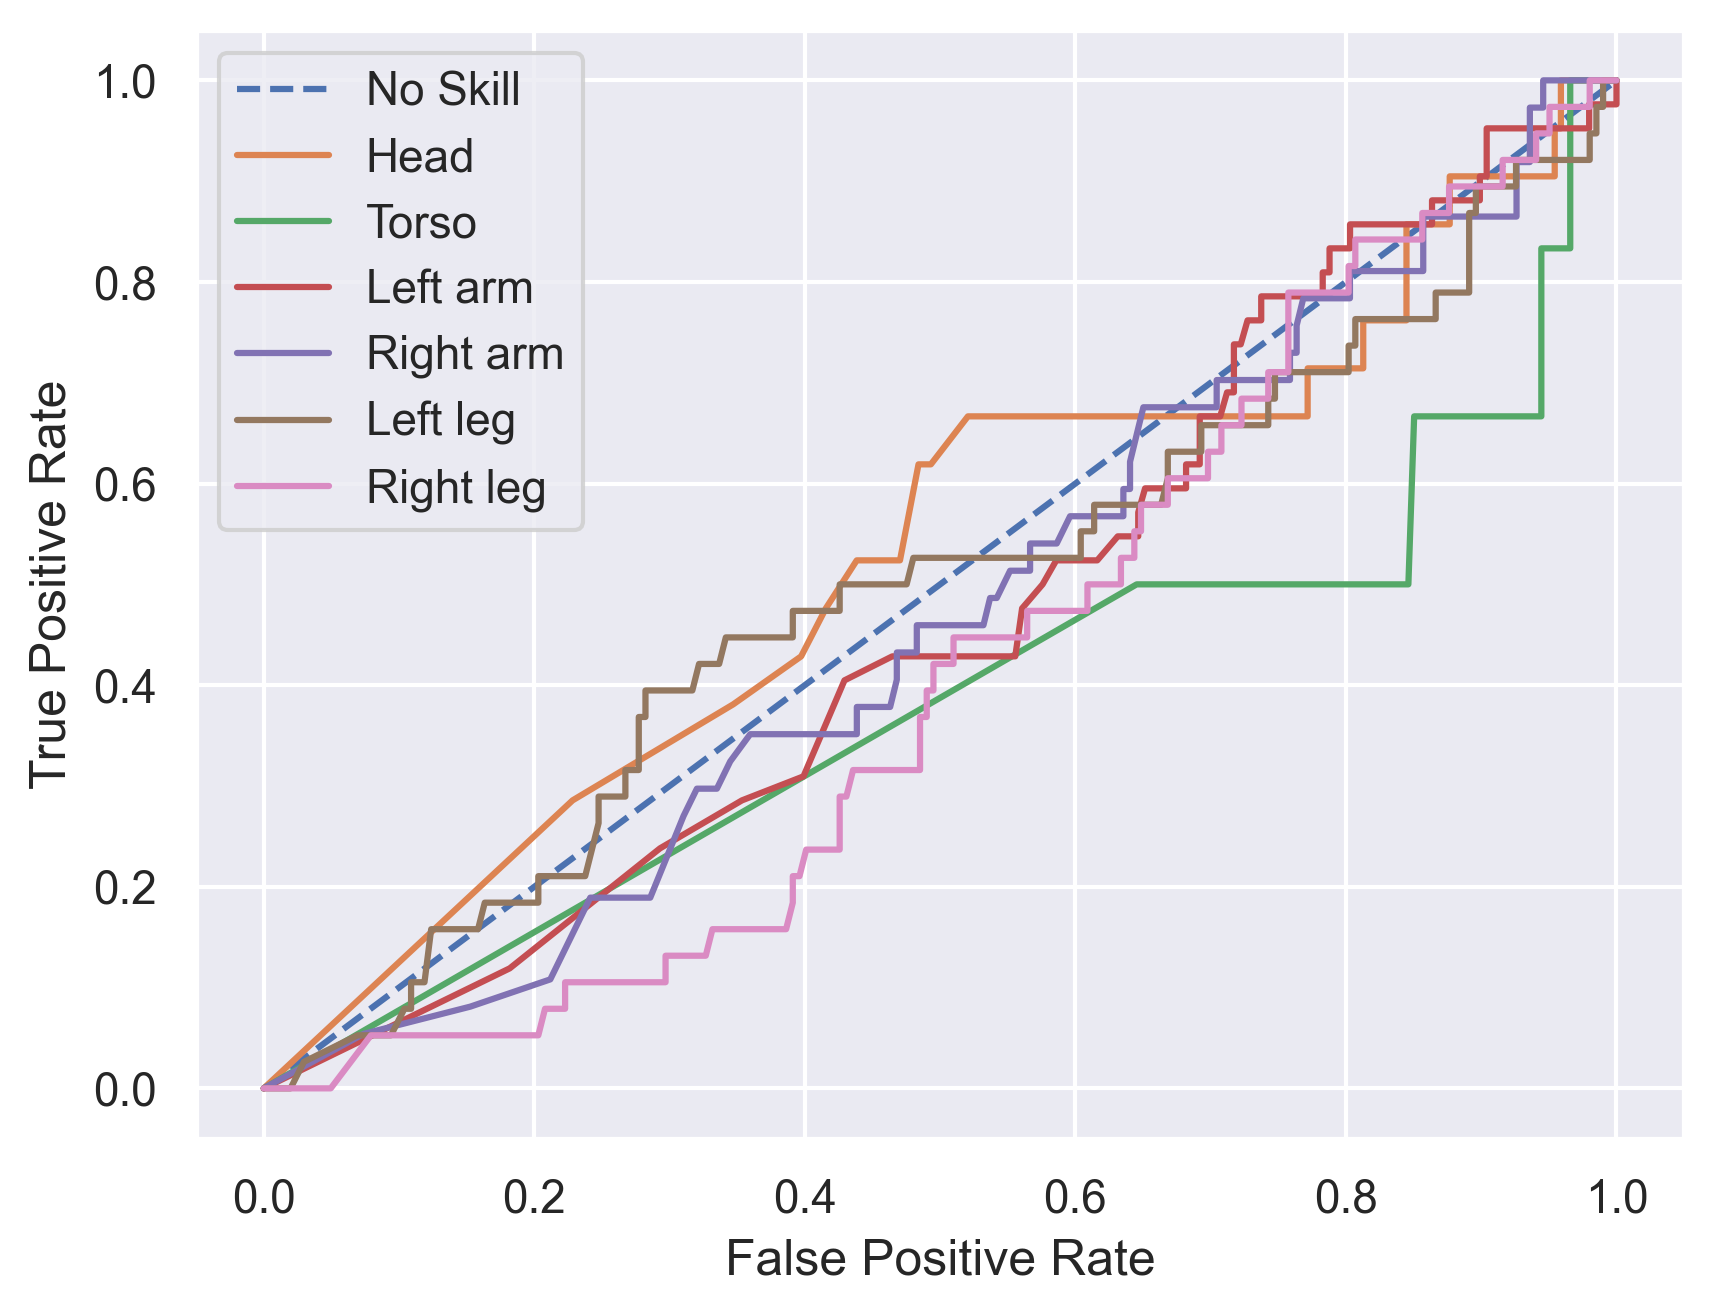 No Skill
Head
Torso
Left arm
Right arm
Left leg
Right leg
1.0
0.8
0.6
0.4
0.2
0.0
True Positive Rate
0.0 0.2 0.4 0.6 0.8 1.0
False Positive Rate